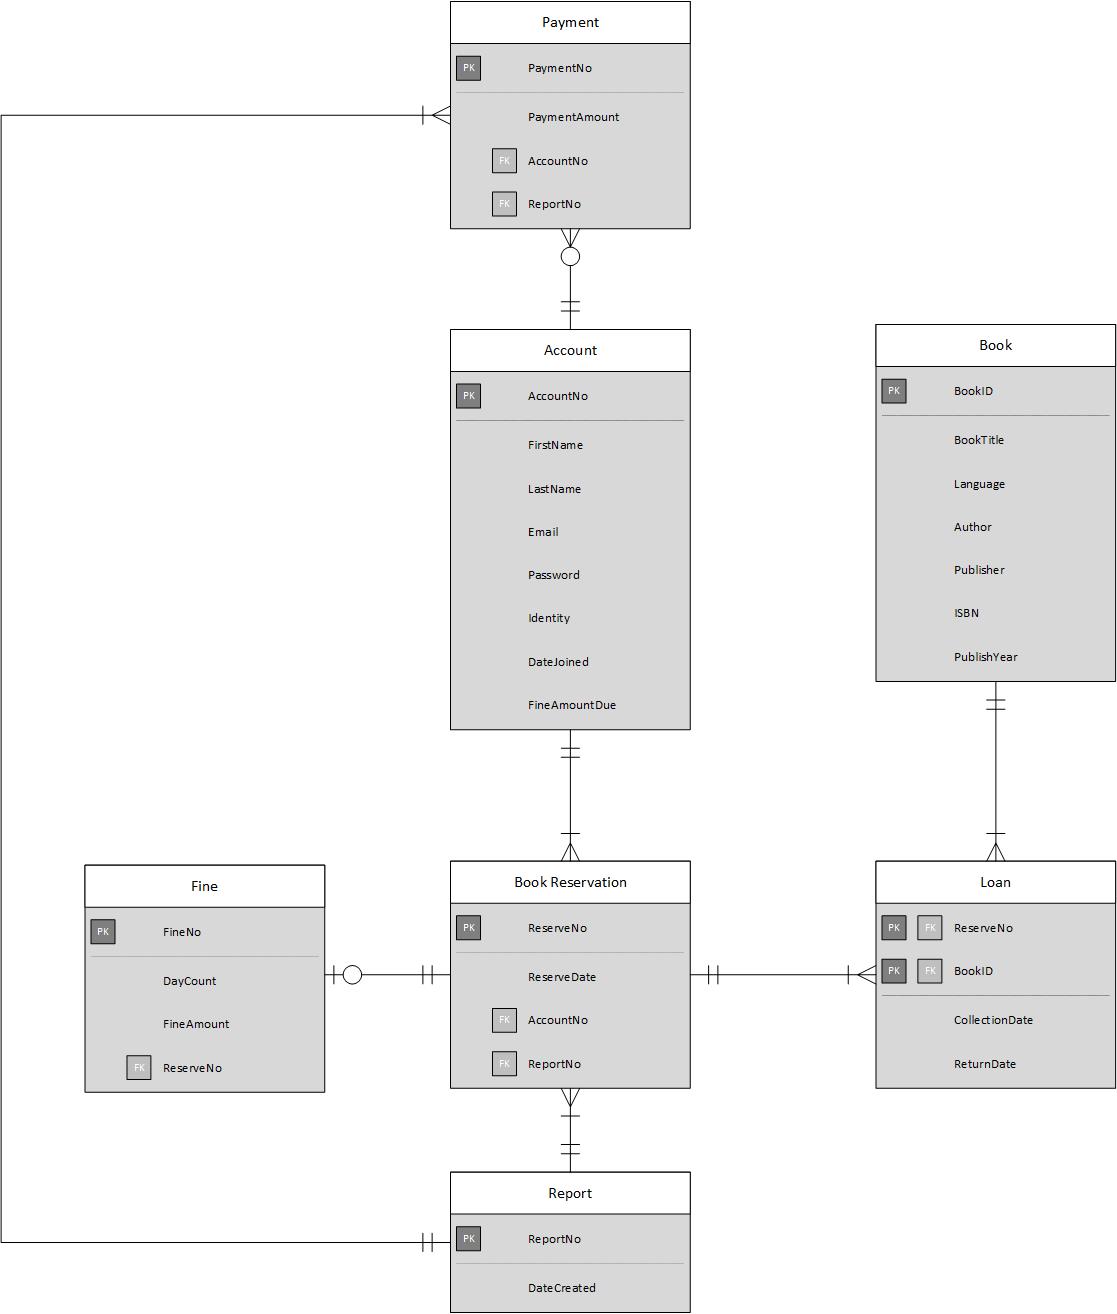 Payment
PK PaymentNo
PaymentAmount
FK AccountNo
FK ReportNo
Account
PK AccountNo
FirstName
LastName
Email
Password
Identity
DateJoined
FineAmountDue
Book
PK BookID
BookTitle
Language
Author
Publisher
ISBN
PublishYear
Fine
PK FineNo
DayCount
FineAmount
FK ReserveNo
Book Reservation
PK ReserveNo
ReserveDate
FK AccountNo
FK ReportNo
Loan
PK FK ReserveNo
PK FK BookID
CollectionDate
ReturnDate
Report
PK ReportNo
DateCreated